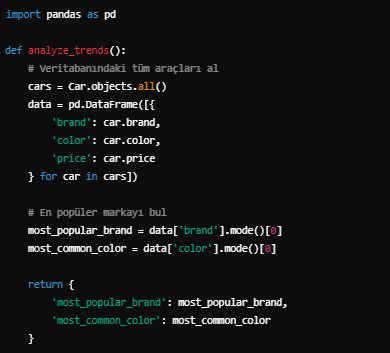 import pandas as pd

def analyze_trends():
    # Veritabanındaki tüm araçları al
    cars = Car.objects.all()
    data = pd.DataFrame([{
        'brand': car.brand,
        'color': car.color,
        'price': car.price
    } for car in cars])

    # En popüler markayı bul
    most_popular_brand = data['brand'].mode()[0]
    most_common_color = data['color'].mode()[0]

    return {
        'most_popular_brand': most_popular_brand,
        'most_common_color': most_common_color
    }